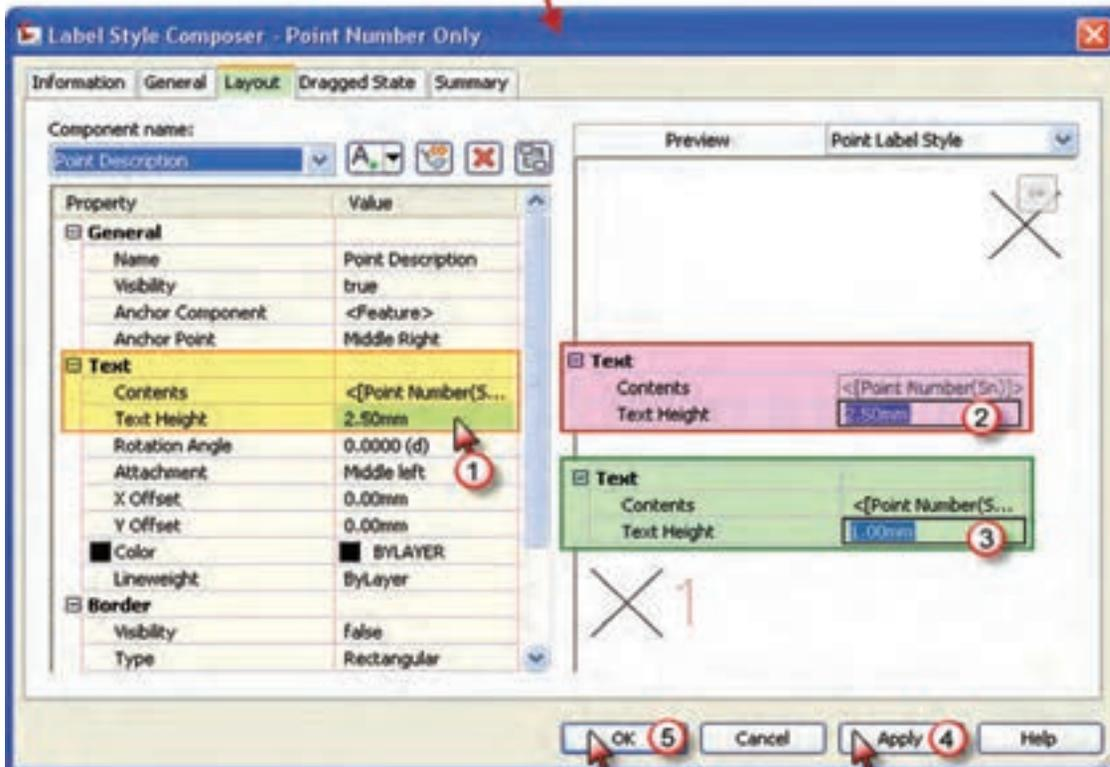 Label Style Composer - Point Number Only
Information General Layout Dragged State Summary
Component name:
Point Description
A
Preview
Point Label Style
Property Value
General
Name Point Description
Visibility true
Anchor Component <Feature>
Anchor Point Middle Right
Text
Contents <[Point Number(S...
Text Height 2.50mm
1
Rotation Angle 0.0000 (d)
Attachment Middle left
X Offset 0.00mm
Y Offset 0.00mm
Color BYLAYER
Lineweight ByLayer
Border
Visibility false
Type Rectangular
Text
Contents <[Point Number(Sn)]>
Text Height 2.50mm
2
Text
Contents <[Point Number(S...
Text Height 1.00mm
3
1
OK 5 Cancel Apply 4 Help